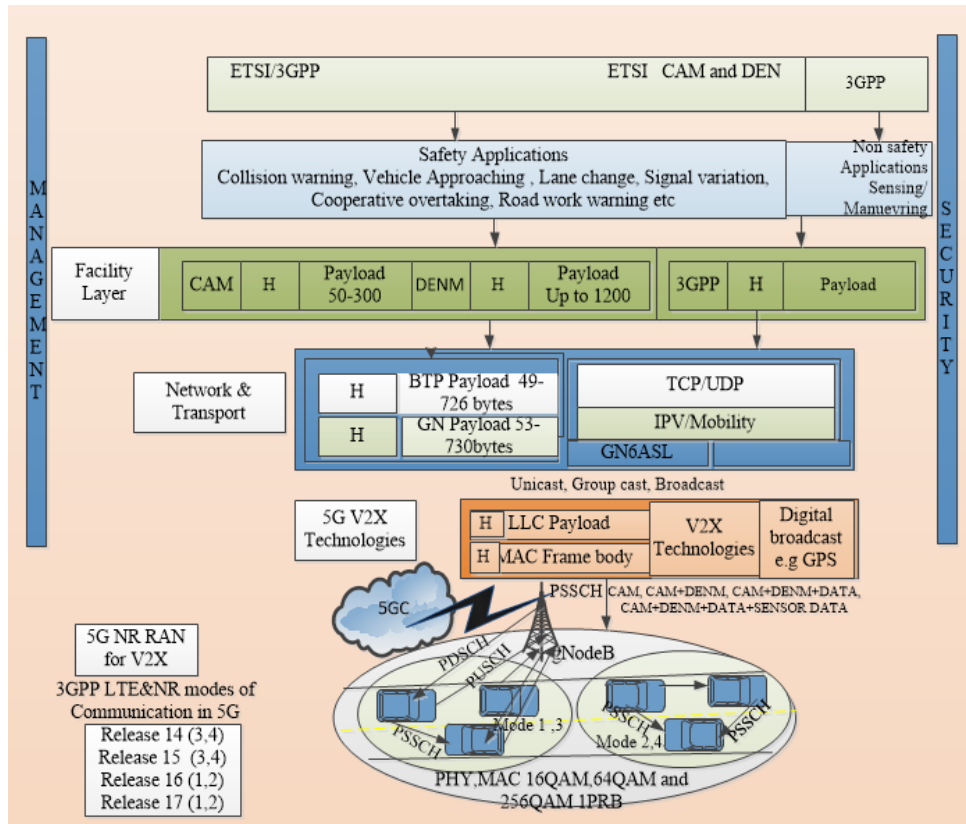 ETSI/3GPP
ETSI CAM and DEN
3GPP
MANAGEMENT
SECURITY
Safety Applications
Collision warning, Vehicle Approaching , Lane change, Signal variation,
Cooperative overtaking, Road work warning etc
Non safety
Applications
Sensing/
Mamuevring
Facility
Layer
CAM
H
Payload
50-300
DENM
H
Payload
Up to 1200
3GPP
H
Payload
Network &
Transport
H
BTP Payload 49-
726 bytes
H
GN Payload 53-
730bytes
TCP/UDP
IPV/Mobility
GN6ASL
Unicast, Group cast, Broadcast
5G V2X
Technologies
H
LLC Payload
H
MAC Frame body
V2X
Technologies
Digital
broadcast
e.g GPS
PSSCH
CAM, CAM+DENM, CAM+DENM+DATA,
CAM+DENM+DATA+SENSOR DATA
5GC
5G NR RAN
for V2X
gNodeB
PDSCH
PUSCH
PSSCH
Mode 1 ,3
PSSCH
PSSCH
Mode 2,4
3GPP LTE&NR modes of
Communication in 5G
Release 14 (3,4)
Release 15 (3,4)
Release 16 (1,2)
Release 17 (1,2)
PHY,MAC 16QAM,64QAM and
256QAM 1PRB